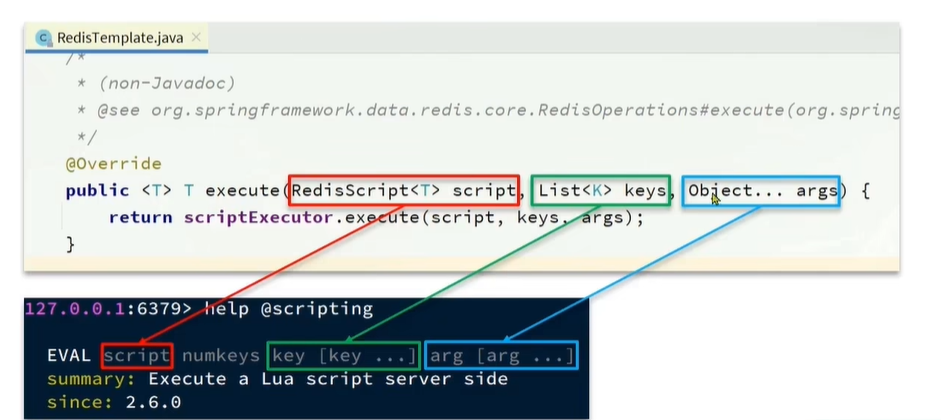 RedisTemplate.java
/*
* (non-Javadoc)
* @see org.springframework.data.redis.core.RedisOperations#execute(org.spring
*/
@Override
public <T> T execute(RedisScript<T> script, List<K> keys, Object... args) {
return scriptExecutor.execute(script, keys, args);
}
127.0.0.1:6379> help @scripting
EVAL script numkeys key [key ...] arg [arg ...]
summary: Execute a Lua script server side
since: 2.6.0